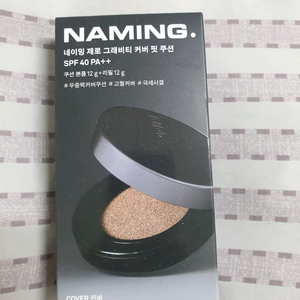 NAMING.
네이밍 제로 그래비티 커버 핏 쿠션
SPF 40 PA++
쿠션 본품 12 g + 리필 12 g
# 무중력커버쿠션 # 고밀커버 # 극세사결
COVER 커버